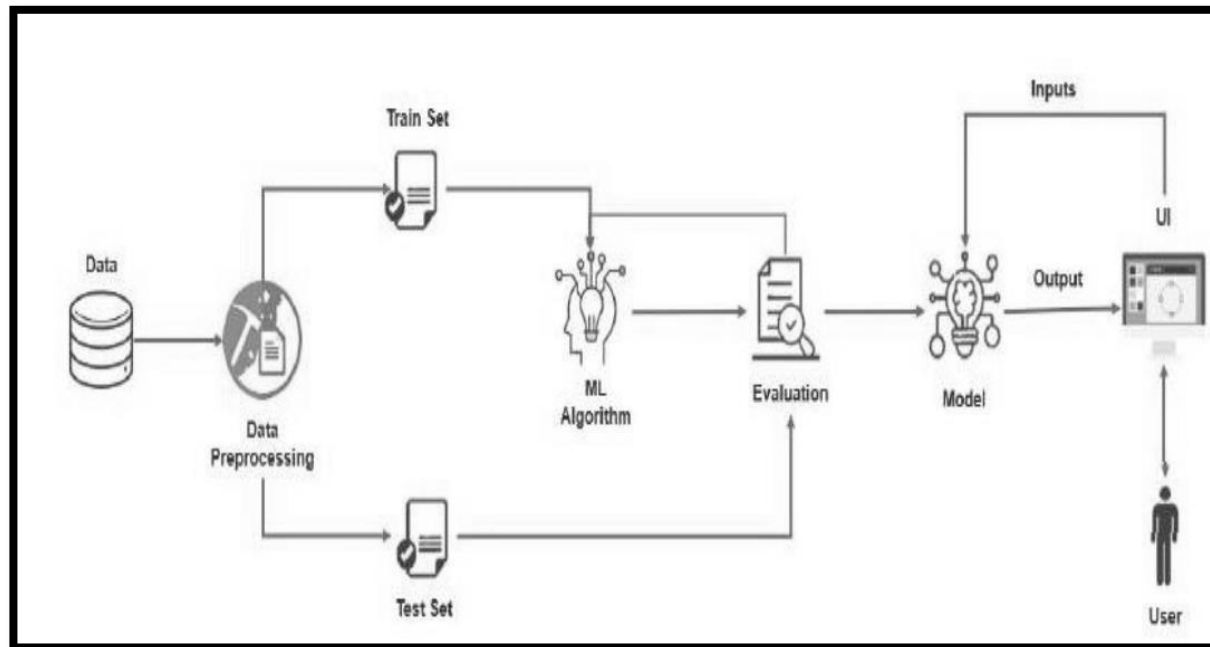 Data
Data
Preprocessing
Train Set
Test Set
ML
Algorithm
Evaluation
Model
Inputs
Output
UI
User